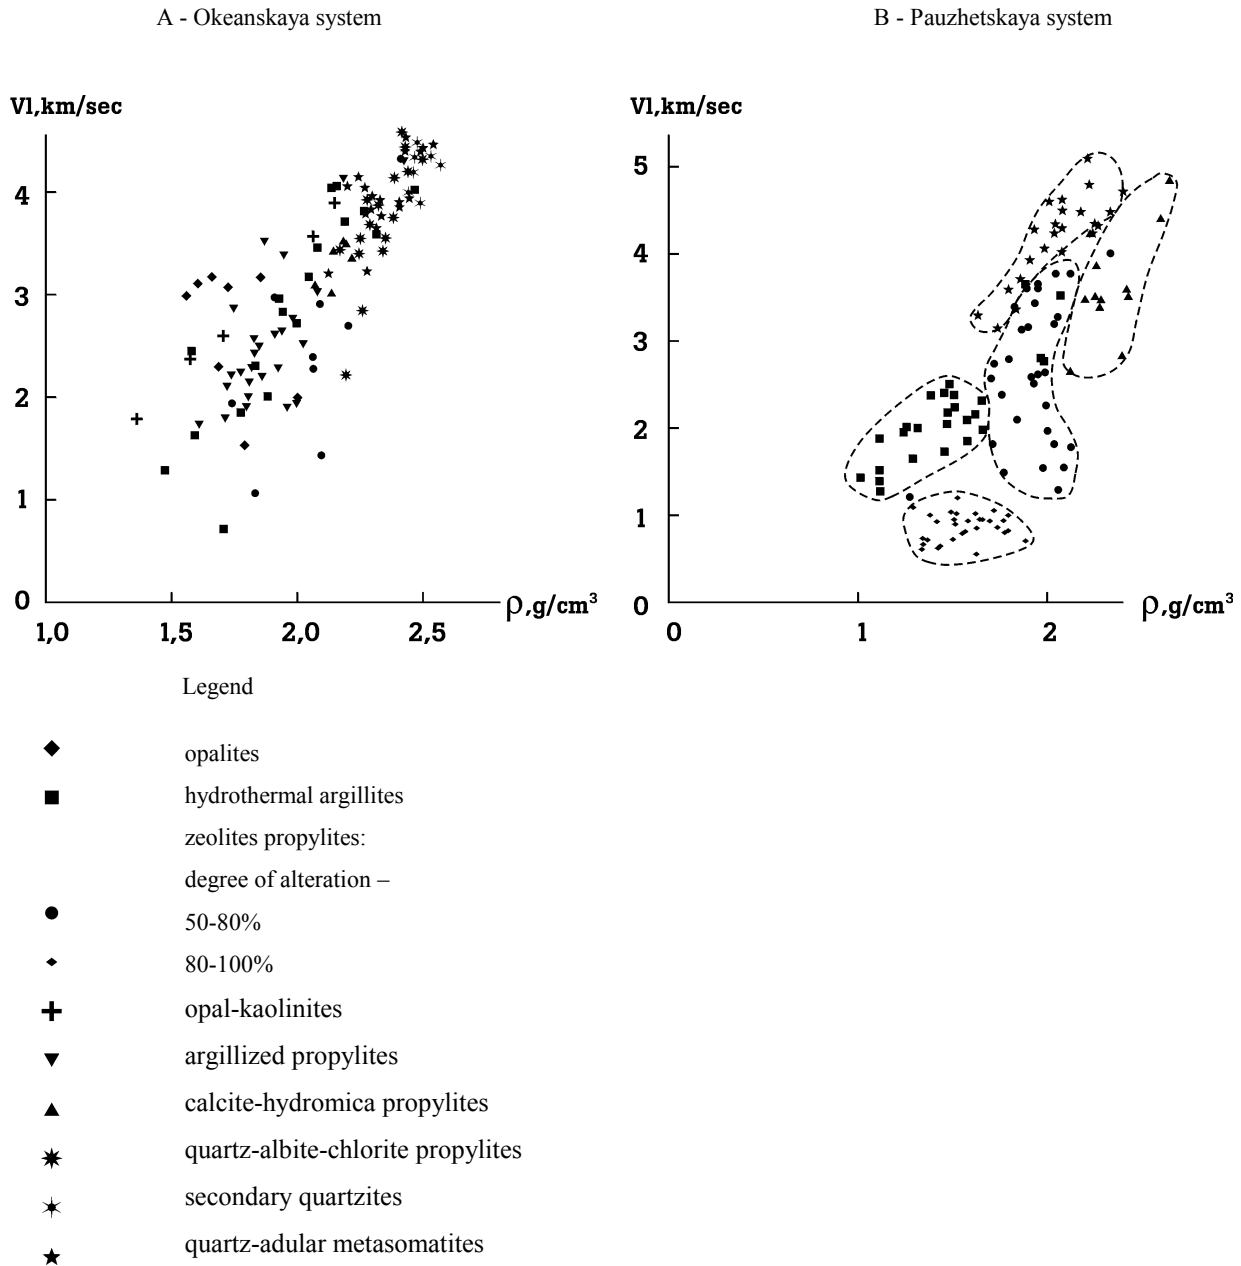 A - Okeanskaya system
B - Pauzhetskaya system
Vl,km/sec
4
3
2
1
0
1,0
1,5
2,0
2,5
ρ,g/cm³
Vl,km/sec
5
4
3
2
1
0
0
1
2
ρ,g/cm³
Legend
opalites
hydrothermal argillites
zeolites propylites:
degree of alteration –
50-80%
80-100%
opal-kaolinites
argillized propylites
calcite-hydromica propylites
quartz-albite-chlorite propylites
secondary quartzites
quartz-adular metasomatites